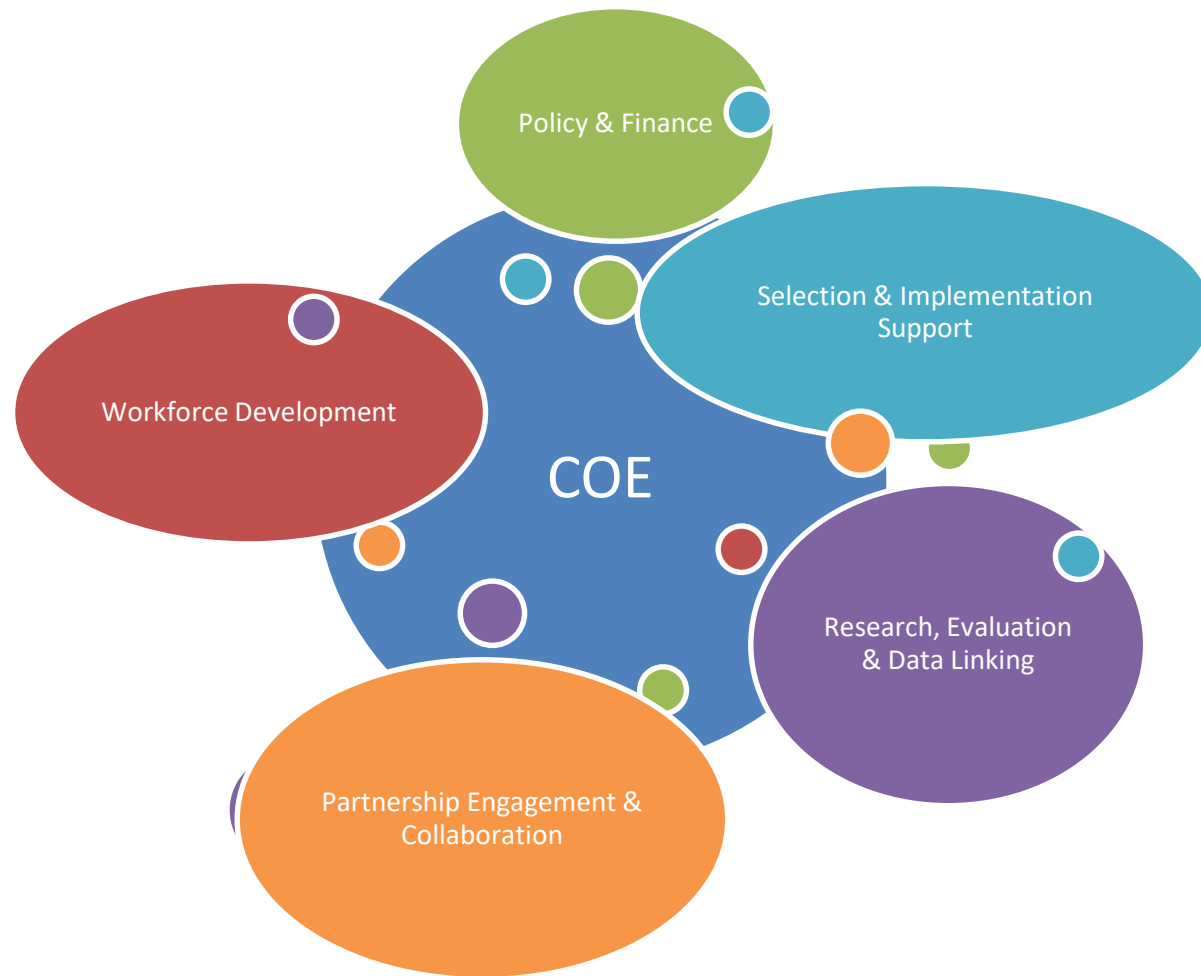 Policy & Finance
Selection & Implementation
Support
Workforce Development
COE
Research, Evaluation
& Data Linking
Partnership Engagement &
Collaboration